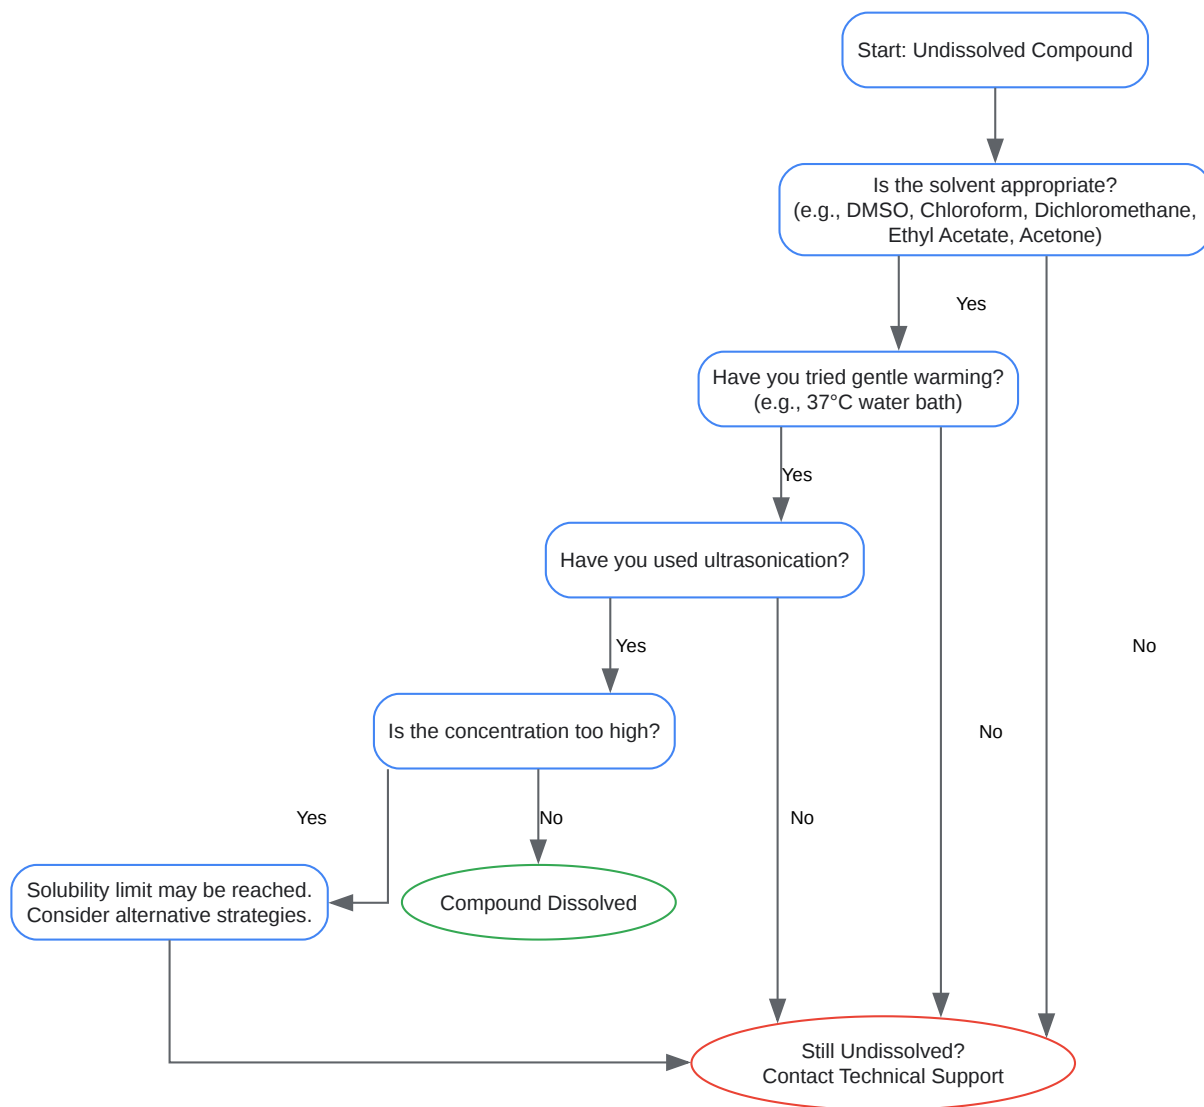 Start: Undissolved Compound
Is the solvent appropriate?
(e.g., DMSO, Chloroform, Dichloromethane,
Ethyl Acetate, Acetone)
Yes
Have you tried gentle warming?
(e.g., 37°C water bath)
Yes
Have you used ultrasonication?
Yes
No
Is the concentration too high?
No
Yes
No
No
Solubility limit may be reached.
Consider alternative strategies.
Compound Dissolved
Still Undissolved?
Contact Technical Support